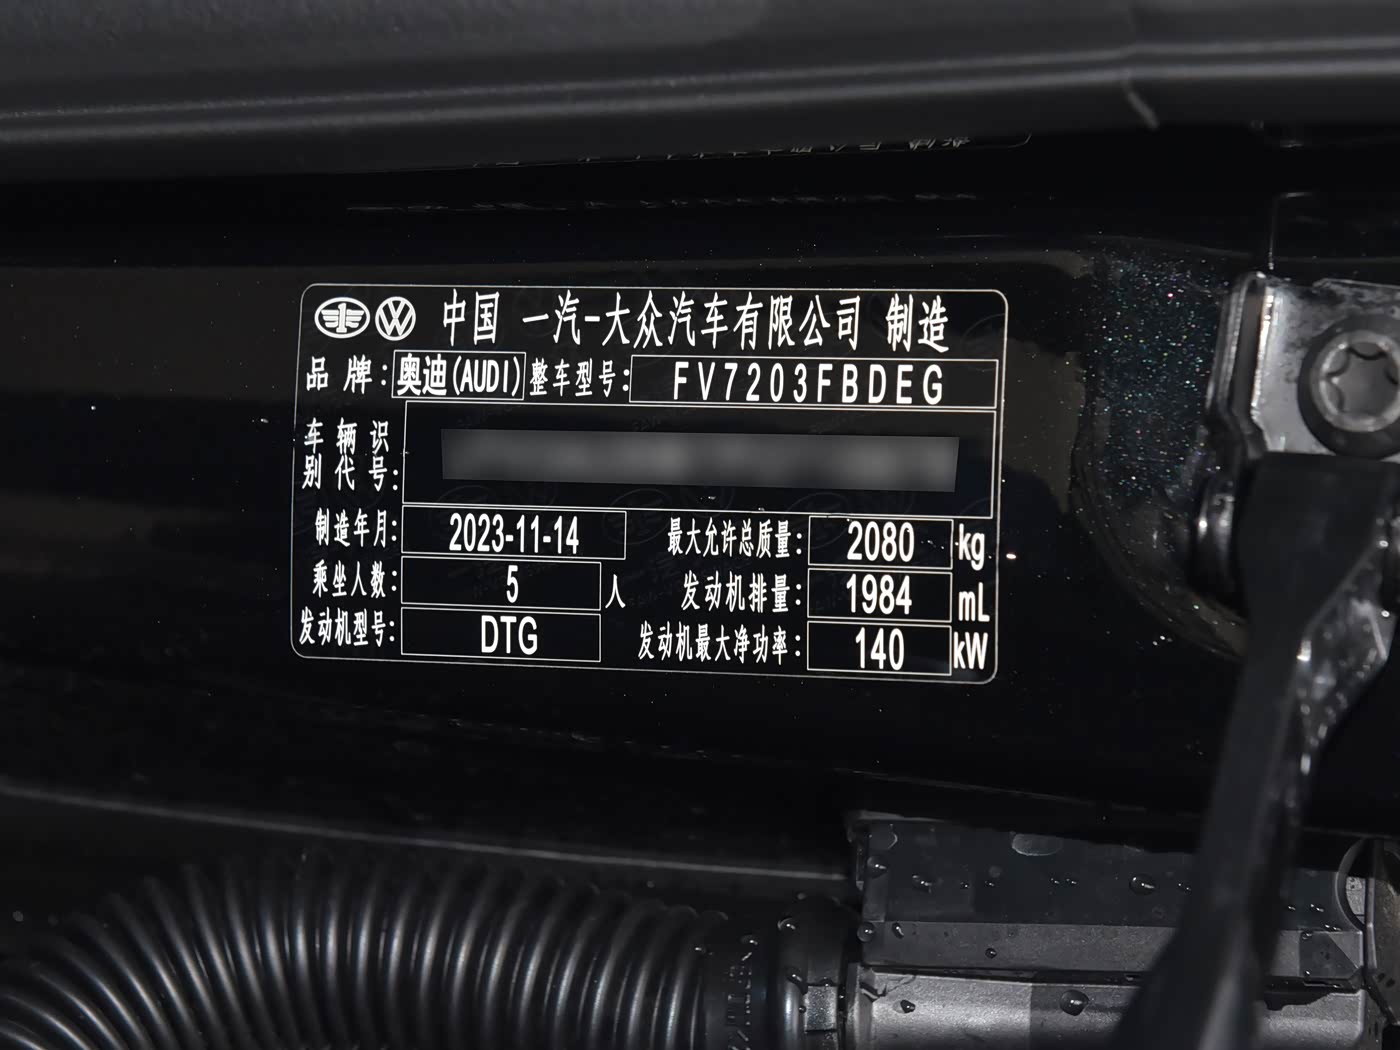 中国 一汽-大众汽车有限公司 制造
品 牌: 奥迪(AUDI) 整车型号: FV7203FBDEG
车辆识
别代号:
制造年月: 2023-11-14 最大允许总质量: 2080 kg
乘坐人数: 5 人 发动机排量: 1984 mL
发动机型号: DTG 发动机最大净功率: 140 kW